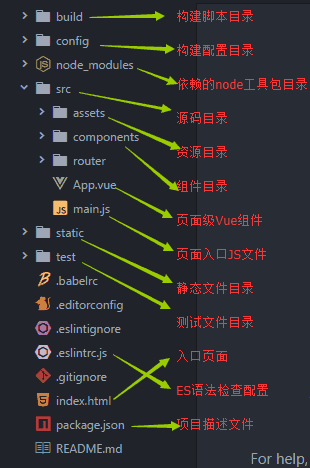 build 构建脚本目录
config 构建配置目录
node_modules 依赖的node工具包目录
src 源码目录
assets 资源目录
components 组件目录
router
App.vue 页面级Vue组件
main.js 页面入口JS文件
static 静态文件目录
test 测试文件目录
.babelrc
.editorconfig
.eslintignore 入口页面
.eslintrc.js ES语法检查配置
.gitignore
index.html
package.json 项目描述文件
README.md
For help,